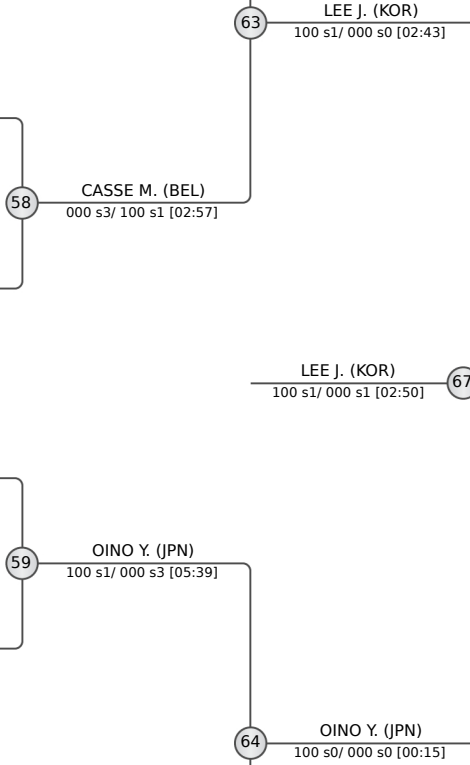 63
LEE J. (KOR)
100 s1/ 000 s0 [02:43]
58
CASSE M. (BEL)
000 s3/ 100 s1 [02:57]
LEE J. (KOR)
100 s1/ 000 s1 [02:50]
67
59
OINO Y. (JPN)
100 s1/ 000 s3 [05:39]
64
OINO Y. (JPN)
100 s0/ 000 s0 [00:15]